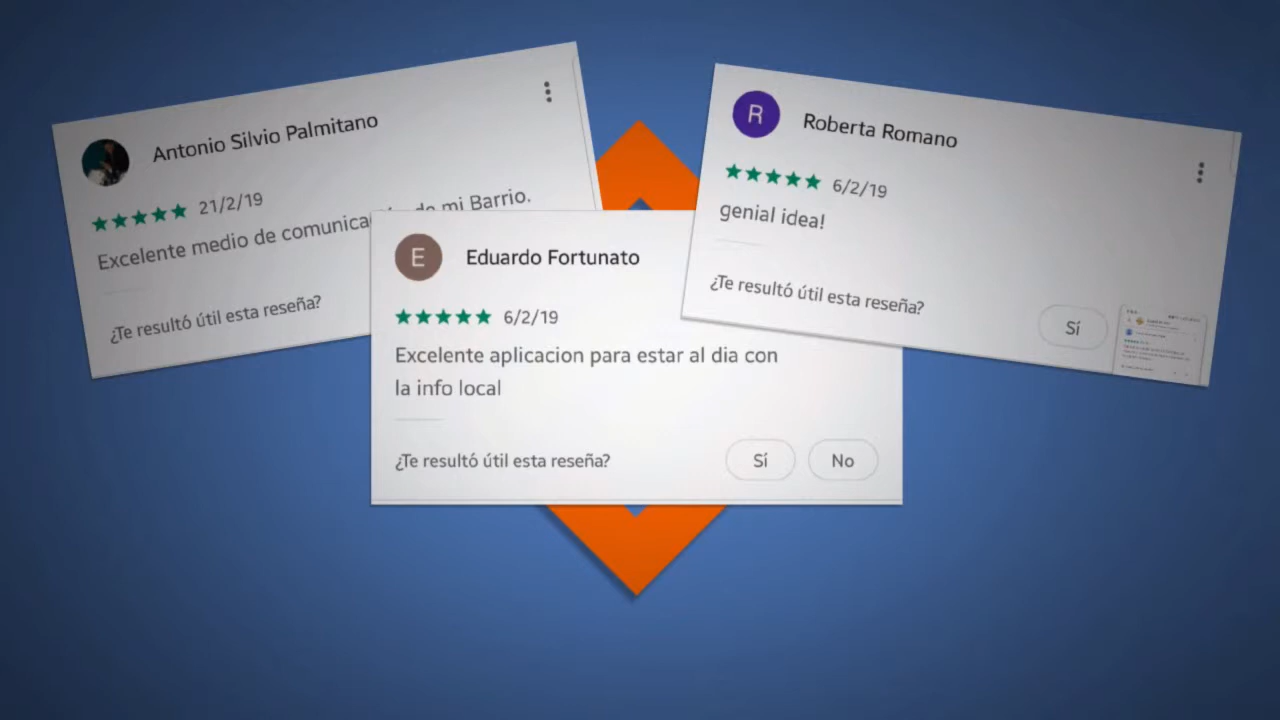 Antonio Silvio Palmitano
21/2/19
Excelente medio de comunicación de mi Barrio.
¿Te resultó útil esta reseña?
E
Eduardo Fortunato
6/2/19
Excelente aplicacion para estar al dia con
la info local
¿Te resultó útil esta reseña?
Sí
No
R
Roberta Romano
6/2/19
genial idea!
¿Te resultó útil esta reseña?
Sí